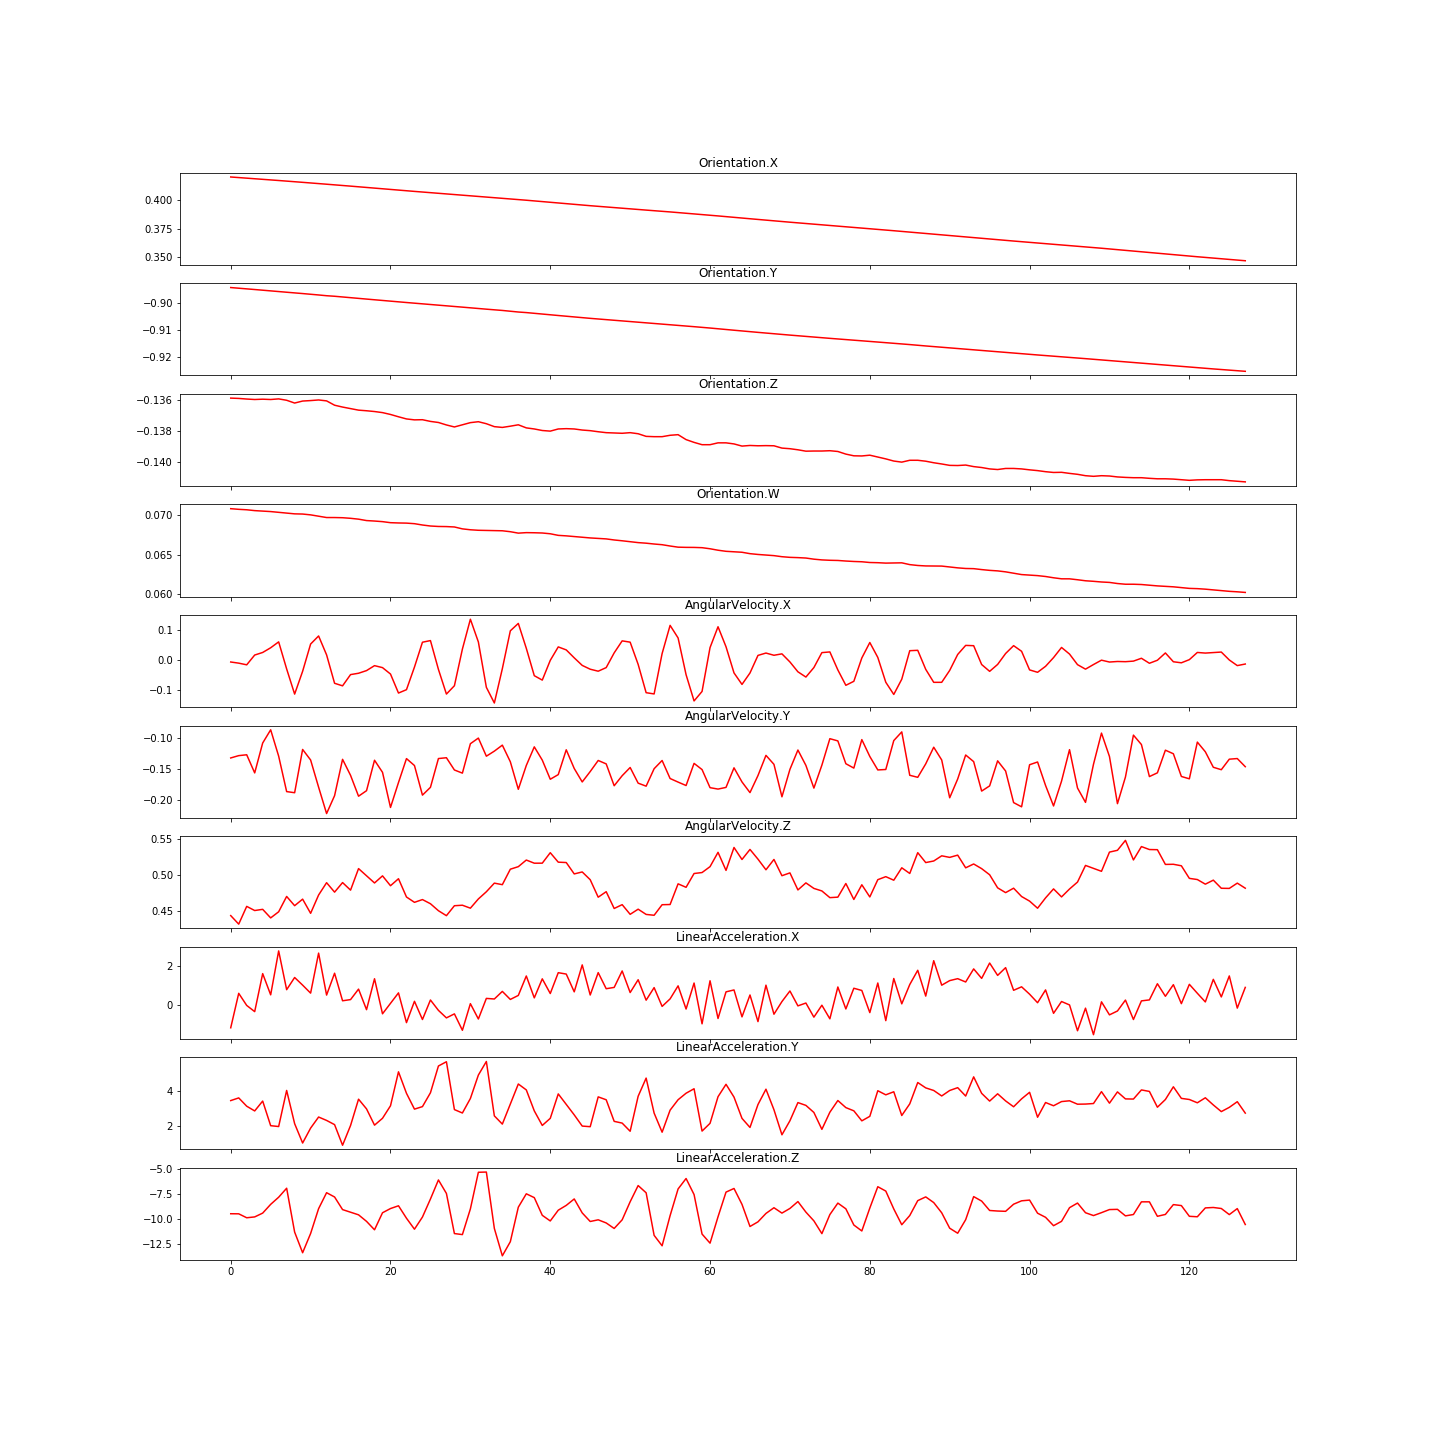 Orientation.X
0.400
0.375
0.350
Orientation.Y
−0.90
−0.91
−0.92
Orientation.Z
−0.136
−0.138
−0.140
Orientation.W
0.070
0.065
0.060
AngularVelocity.X
0.1
0.0
−0.1
AngularVelocity.Y
−0.10
−0.15
−0.20
AngularVelocity.Z
0.55
0.50
0.45
LinearAcceleration.X
2
0
LinearAcceleration.Y
4
2
LinearAcceleration.Z
−5.0
−7.5
−10.0
−12.5
0 20 40 60 80 100 120